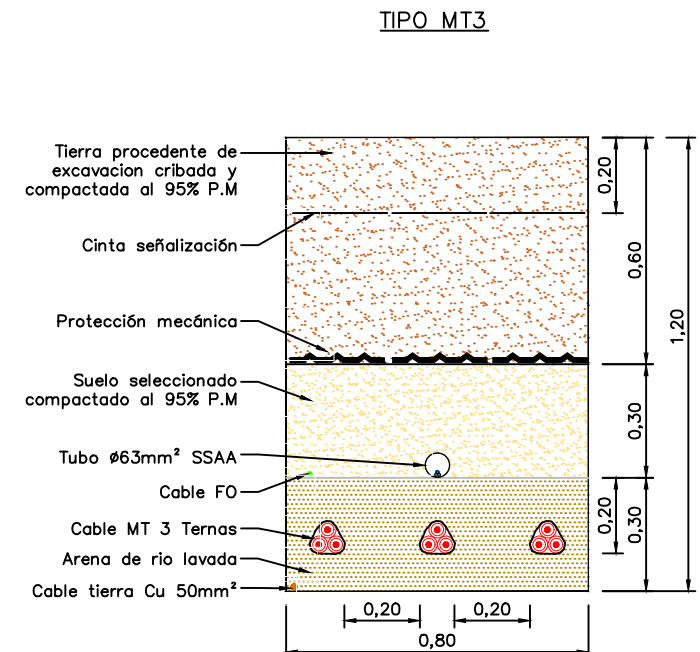 TIPO MT3
Tierra procedente de
excavacion cribada y
compactada al 95% P.M
Cinta señalización
Protección mecánica
Suelo seleccionado
compactado al 95% P.M
Tubo ø63mm² SSAA
Cable FO
Cable MT 3 Ternas
Arena de rio lavada
Cable tierra Cu 50mm²
0,20
0,60
1,20
0,30
0,20
0,30
0,20
0,20
0,80